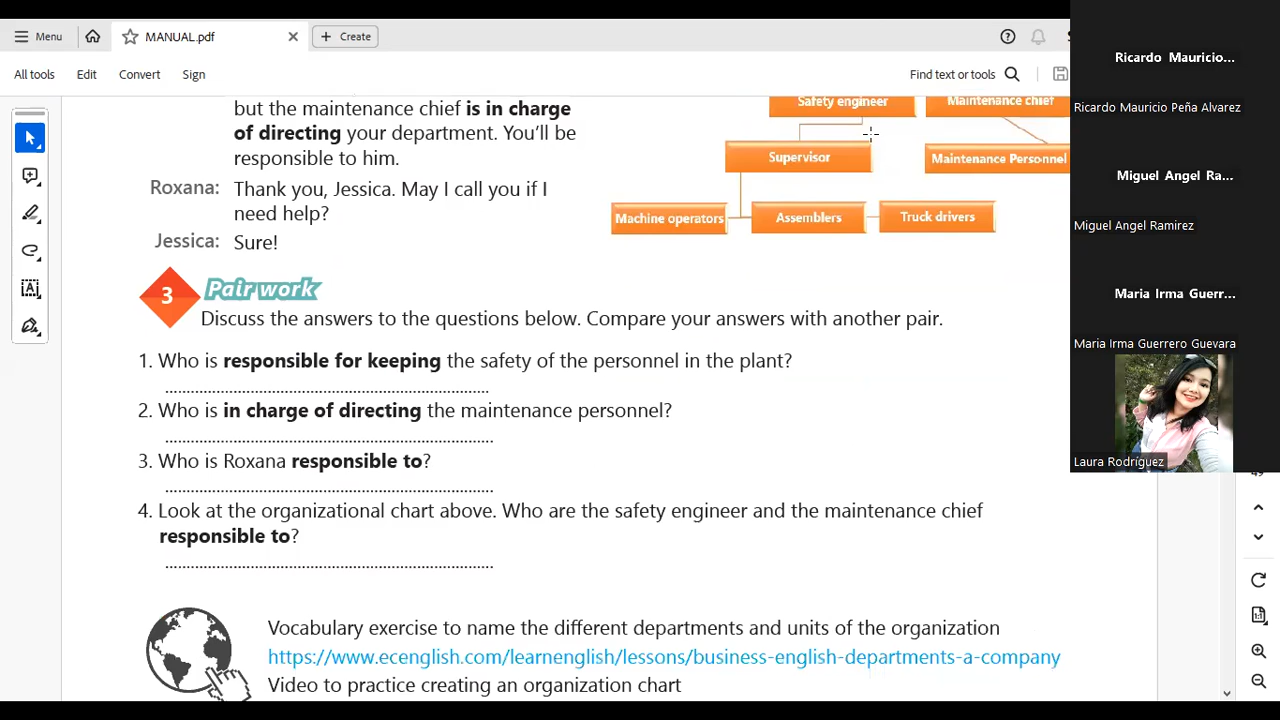 Menu
MANUAL.pdf
Create
All tools
Edit
Convert
Sign
Find text or tools
but the maintenance chief is in charge
of directing your department. You'll be
responsible to him.
Roxana: Thank you, Jessica. May I call you if I
need help?
Jessica: Sure!
Safety engineer
Maintenance chief
Supervisor
Maintenance Personnel
Machine operators
Assemblers
Truck drivers
3 Pair work
Discuss the answers to the questions below. Compare your answers with another pair.
1. Who is responsible for keeping the safety of the personnel in the plant?
2. Who is in charge of directing the maintenance personnel?
3. Who is Roxana responsible to?
4. Look at the organizational chart above. Who are the safety engineer and the maintenance chief
responsible to?
Vocabulary exercise to name the different departments and units of the organization
https://www.ecenglish.com/learnenglish/lessons/business-english-departments-a-company
Video to practice creating an organization chart
Ricardo Mauricio...
Ricardo Mauricio Peña Alvarez
Miguel Angel Ra...
Miguel Angel Ramirez
Maria Irma Guerr...
Maria Irma Guerrero Guevara
Laura Rodríguez